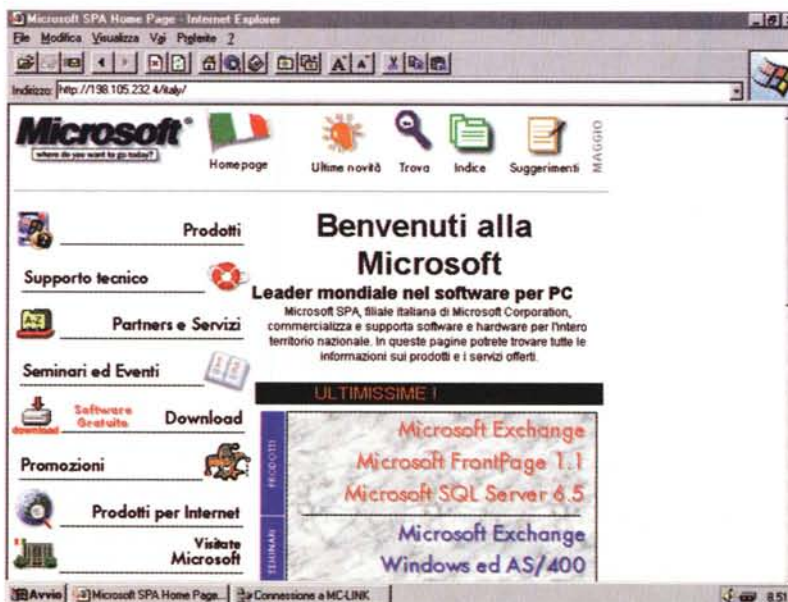 Microsoft SPA Home Page - Internet Explorer
File Modifica Visualizza Vai Preferite ?
Indirizzo: http://198.105.232.4/italy/
Microsoft®
where do you want to go today?
Homepage
Ultime novità
Trova
Indice
Suggerimenti
MAGGIO
Prodotti
Supporto tecnico
A-Z
Partners e Servizi
Seminari ed Eventi
download
Software Gratuito
Download
Promozioni
Prodotti per Internet
Visitate
Microsoft
Benvenuti alla
Microsoft
Leader mondiale nel software per PC
Microsoft SPA, filiale italiana di Microsoft Corporation,
commercializza e supporta software e hardware per l'intero
territorio nazionale. In queste pagine potrete trovare tutte le
informazioni sui prodotti e i servizi offerti.
ULTIMISSIME !
PRODOTTI
Microsoft Exchange
Microsoft FrontPage 1.1
Microsoft SQL Server 6.5
Microsoft Exchange
Windows ed AS/400
Avvio
Microsoft SPA Home Page...
Connessione a MC-LINK
8.51